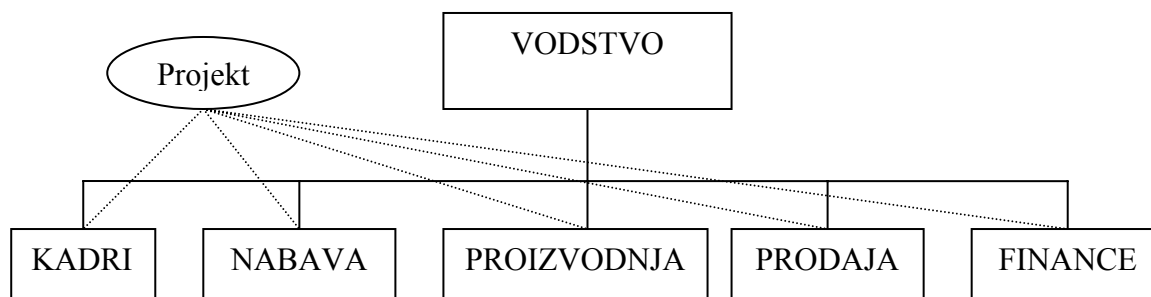 VODSTVO
Projekt
KADRI
NABAVA
PROIZVODNJA
PRODAJA
FINANCE